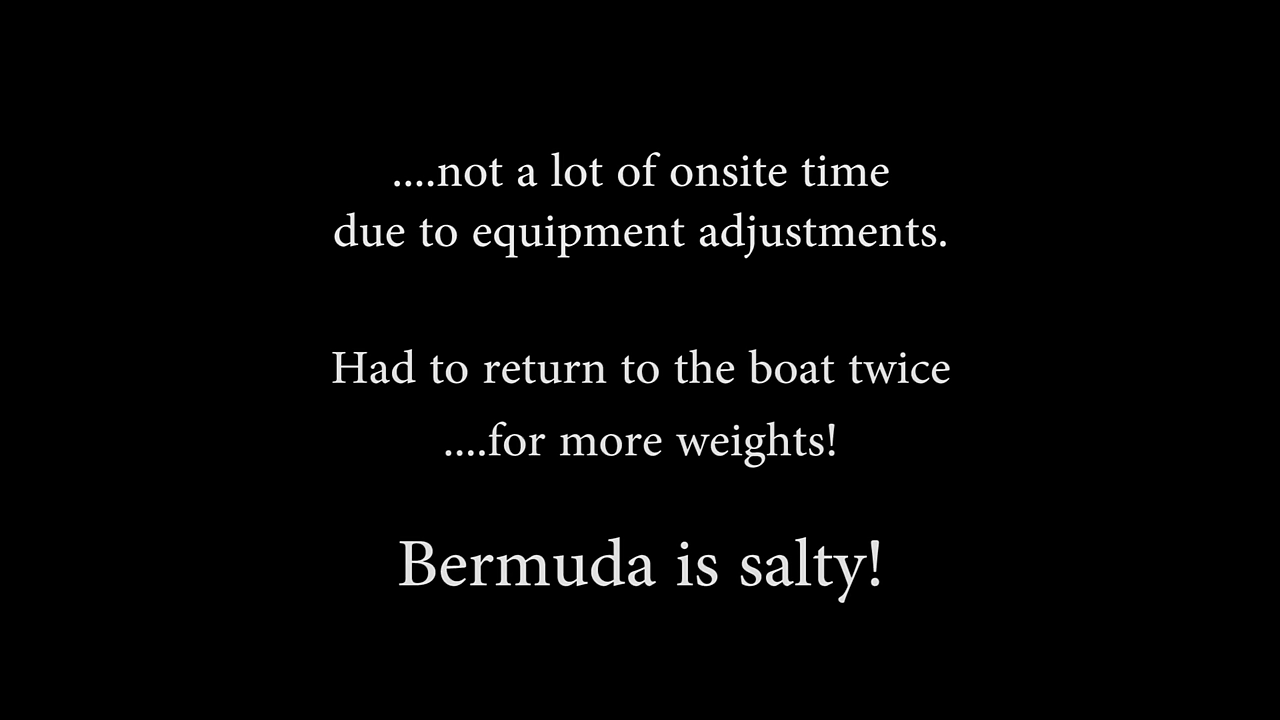 ....not a lot of onsite time
due to equipment adjustments.
Had to return to the boat twice
....for more weights!
Bermuda is salty!